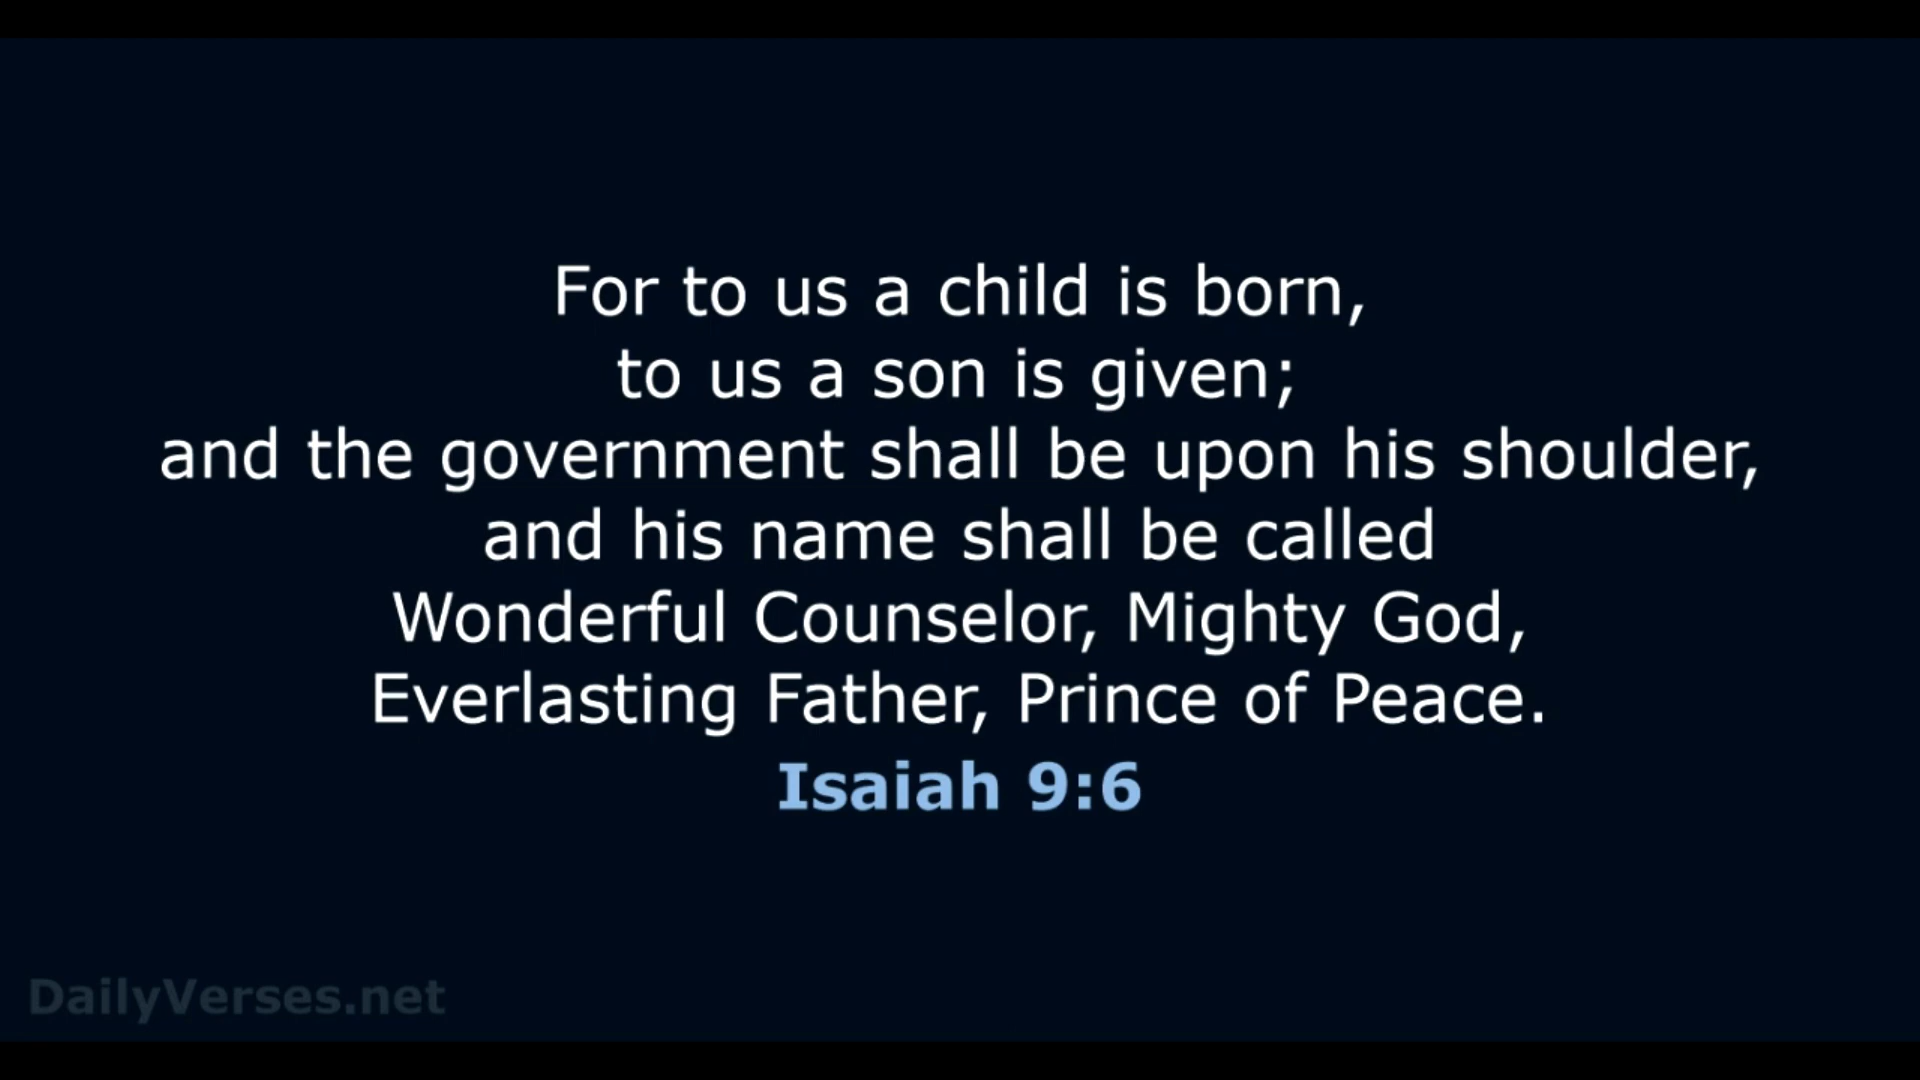 For to us a child is born,
to us a son is given;
and the government shall be upon his shoulder,
and his name shall be called
Wonderful Counselor, Mighty God,
Everlasting Father, Prince of Peace.
Isaiah 9:6
DailyVerses.net